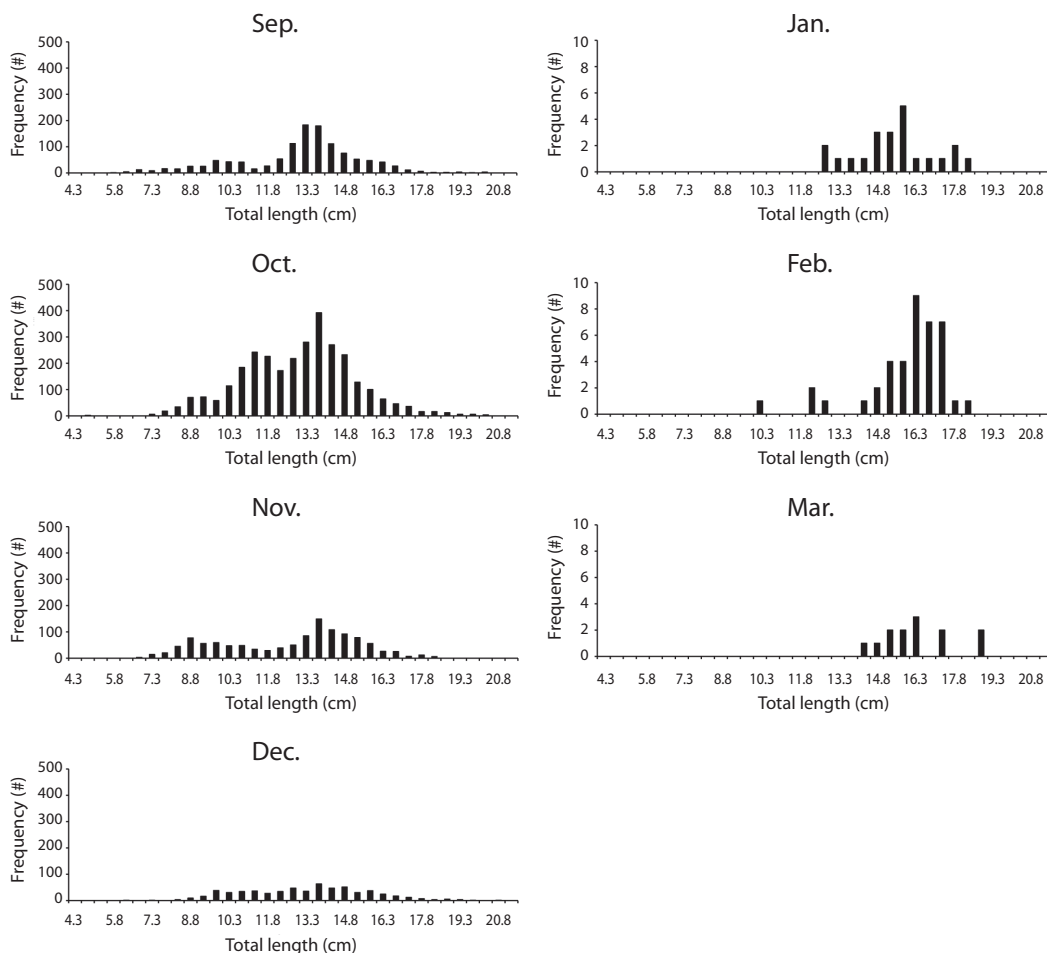 Sep.
Frequency (#)
500
400
300
200
100
0
4.3 5.8 7.3 8.8 10.3 11.8 13.3 14.8 16.3 17.8 19.3 20.8
Total length (cm)
Jan.
Frequency (#)
10
8
6
4
2
0
4.3 5.8 7.3 8.8 10.3 11.8 13.3 14.8 16.3 17.8 19.3 20.8
Total length (cm)
Oct.
Frequency (#)
500
400
300
200
100
0
4.3 5.8 7.3 8.8 10.3 11.8 13.3 14.8 16.3 17.8 19.3 20.8
Total length (cm)
Feb.
Frequency (#)
10
8
6
4
2
0
4.3 5.8 7.3 8.8 10.3 11.8 13.3 14.8 16.3 17.8 19.3 20.8
Total length (cm)
Nov.
Frequency (#)
500
400
300
200
100
0
4.3 5.8 7.3 8.8 10.3 11.8 13.3 14.8 16.3 17.8 19.3 20.8
Total length (cm)
Mar.
Frequency (#)
10
8
6
4
2
0
4.3 5.8 7.3 8.8 10.3 11.8 13.3 14.8 16.3 17.8 19.3 20.8
Total length (cm)
Dec.
Frequency (#)
500
400
300
200
100
0
4.3 5.8 7.3 8.8 10.3 11.8 13.3 14.8 16.3 17.8 19.3 20.8
Total length (cm)